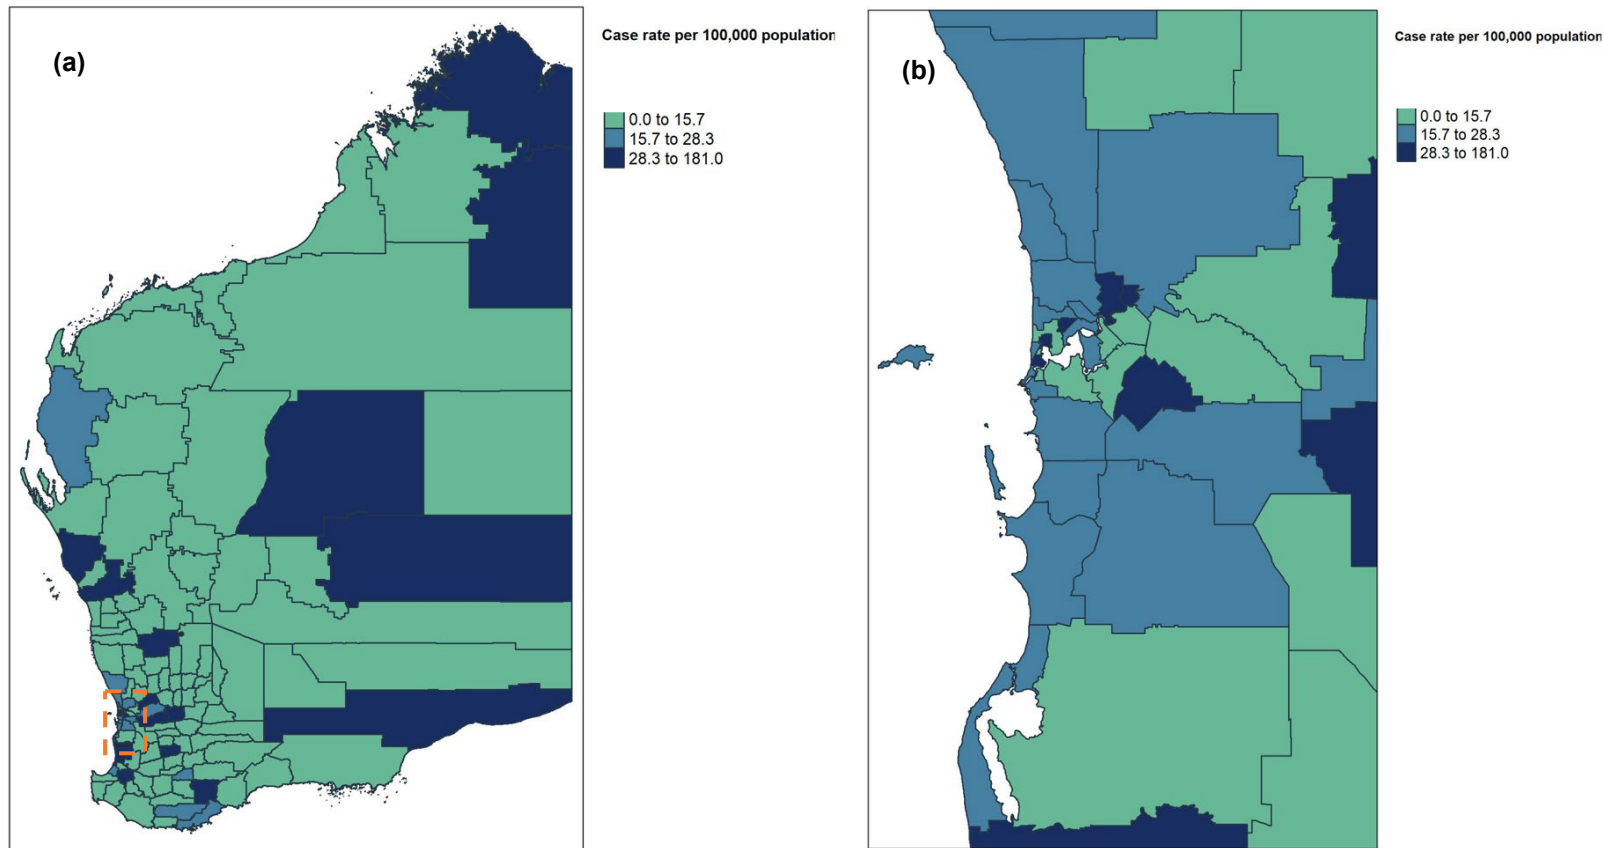 (a)
Case rate per 100,000 population
0.0 to 15.7
15.7 to 28.3
28.3 to 181.0
(b)
Case rate per 100,000 population
0.0 to 15.7
15.7 to 28.3
28.3 to 181.0